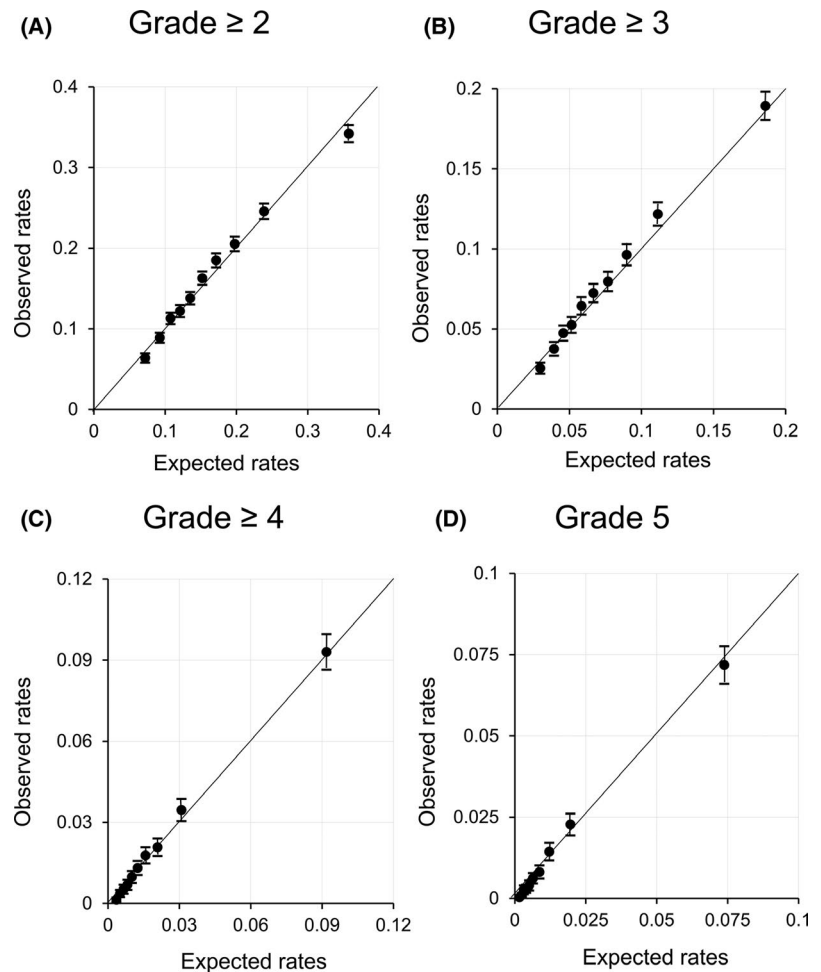 (A) Grade ≥ 2
0.4
0.3
0.2
0.1
0
Observed rates
0 0.1 0.2 0.3 0.4
Expected rates
(B) Grade ≥ 3
0.2
0.15
0.1
0.05
0
Observed rates
0 0.05 0.1 0.15 0.2
Expected rates
(C) Grade ≥ 4
0.12
0.09
0.06
0.03
0
Observed rates
0 0.03 0.06 0.09 0.12
Expected rates
(D) Grade 5
0.1
0.075
0.05
0.025
0
Observed rates
0 0.025 0.05 0.075 0.1
Expected rates